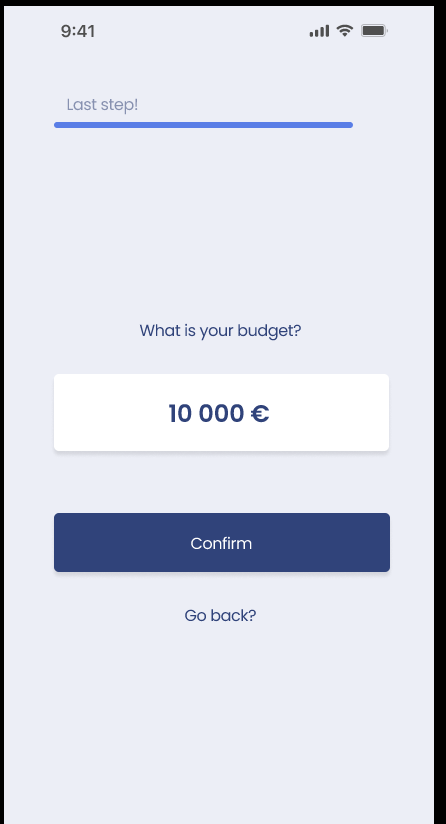 9:41
Last step!
What is your budget?
10 000 €
Confirm
Go back?